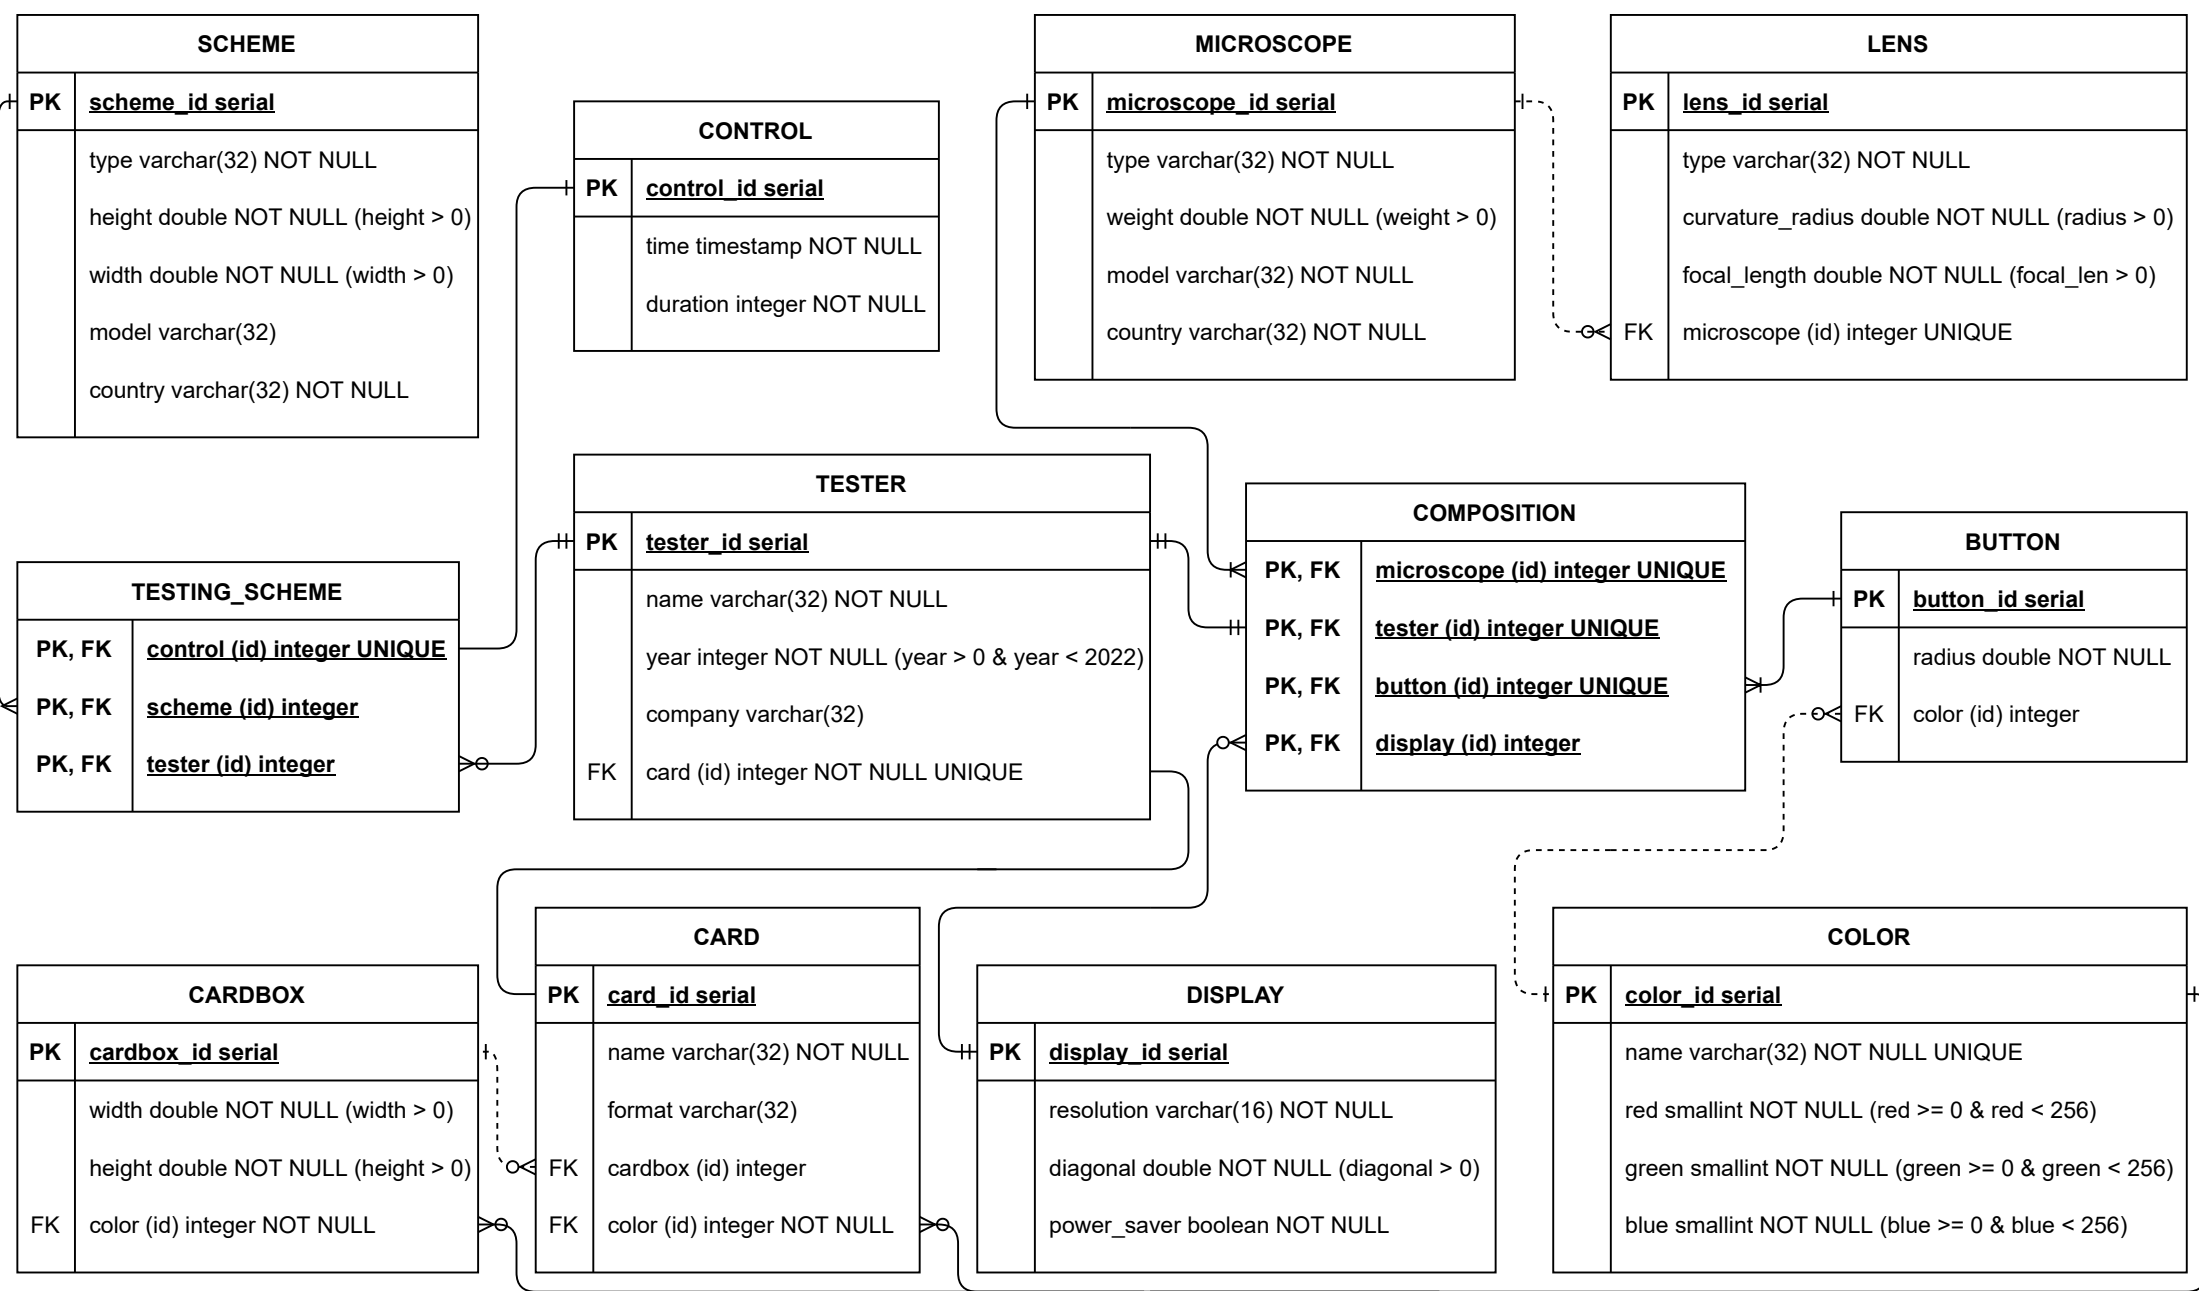 SCHEME
PK scheme_id serial
type varchar(32) NOT NULL
height double NOT NULL (height > 0)
width double NOT NULL (width > 0)
model varchar(32)
country varchar(32) NOT NULL
CONTROL
PK control_id serial
time timestamp NOT NULL
duration integer NOT NULL
MICROSCOPE
PK microscope_id serial
type varchar(32) NOT NULL
weight double NOT NULL (weight > 0)
model varchar(32) NOT NULL
country varchar(32) NOT NULL
LENS
PK lens_id serial
type varchar(32) NOT NULL
curvature_radius double NOT NULL (radius > 0)
focal_length double NOT NULL (focal_len > 0)
FK microscope (id) integer UNIQUE
TESTING_SCHEME
PK, FK control (id) integer UNIQUE
PK, FK scheme (id) integer
PK, FK tester (id) integer
TESTER
PK tester_id serial
name varchar(32) NOT NULL
year integer NOT NULL (year > 0 & year < 2022)
company varchar(32)
FK card (id) integer NOT NULL UNIQUE
COMPOSITION
PK, FK microscope (id) integer UNIQUE
PK, FK tester (id) integer UNIQUE
PK, FK button (id) integer UNIQUE
PK, FK display (id) integer
BUTTON
PK button_id serial
radius double NOT NULL
FK color (id) integer
CARDBOX
PK cardbox_id serial
width double NOT NULL (width > 0)
height double NOT NULL (height > 0)
FK color (id) integer NOT NULL
CARD
PK card_id serial
name varchar(32) NOT NULL
format varchar(32)
FK cardbox (id) integer
FK color (id) integer NOT NULL
DISPLAY
PK display_id serial
resolution varchar(16) NOT NULL
diagonal double NOT NULL (diagonal > 0)
power_saver boolean NOT NULL
COLOR
PK color_id serial
name varchar(32) NOT NULL UNIQUE
red smallint NOT NULL (red >= 0 & red < 256)
green smallint NOT NULL (green >= 0 & green < 256)
blue smallint NOT NULL (blue >= 0 & blue < 256)